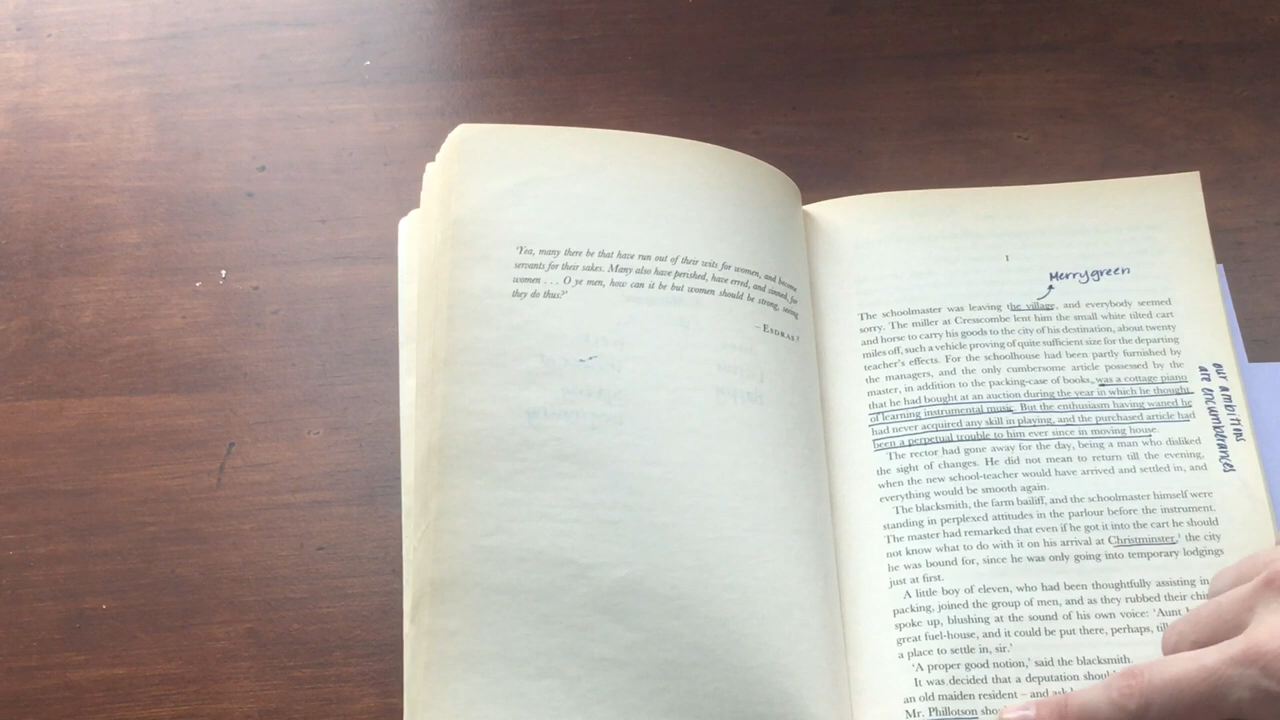 'Yea, many there be that have run out of their wits for women, and become
servants for their sakes. Many also have perished, have erred, and sinned, for
women . . . O ye men, how can it be but women should be strong, seeing
they do thus?'
– ESDRAS
1
Merrygreen
The schoolmaster was leaving the village, and everybody seemed
sorry. The miller at Cresscombe lent him the small white tilted cart
and horse to carry his goods to the city of his destination, about twenty
miles off, such a vehicle proving of quite sufficient size for the departing
teacher's effects. For the schoolhouse had been partly furnished by
the managers, and the only cumbersome article possessed by the
master, in addition to the packing-case of books, was a cottage piano
that he had bought at an auction during the year in which he thought
of learning instrumental music. But the enthusiasm having waned he
had never acquired any skill in playing, and the purchased article had
been a perpetual trouble to him ever since in moving house.
our ambitions
are encumberances
The rector had gone away for the day, being a man who disliked
the sight of changes. He did not mean to return till the evening,
when the new school-teacher would have arrived and settled in, and
everything would be smooth again.
The blacksmith, the farm bailiff, and the schoolmaster himself were
standing in perplexed attitudes in the parlour before the instrument.
The master had remarked that even if he got it into the cart he should
not know what to do with it on his arrival at Christminster,¹ the city
he was bound for, since he was only going into temporary lodgings
just at first.
A little boy of eleven, who had been thoughtfully assisting in
packing, joined the group of men, and as they rubbed their
spoke up, blushing at the sound of his own voice: 'Aunt
great fuel-house, and it could be put there, perhaps,
a place to settle in, sir.'
'A proper good notion,' said the blacksmith.
It was decided that a deputation
an old maiden resident – and
Mr. Phillotson